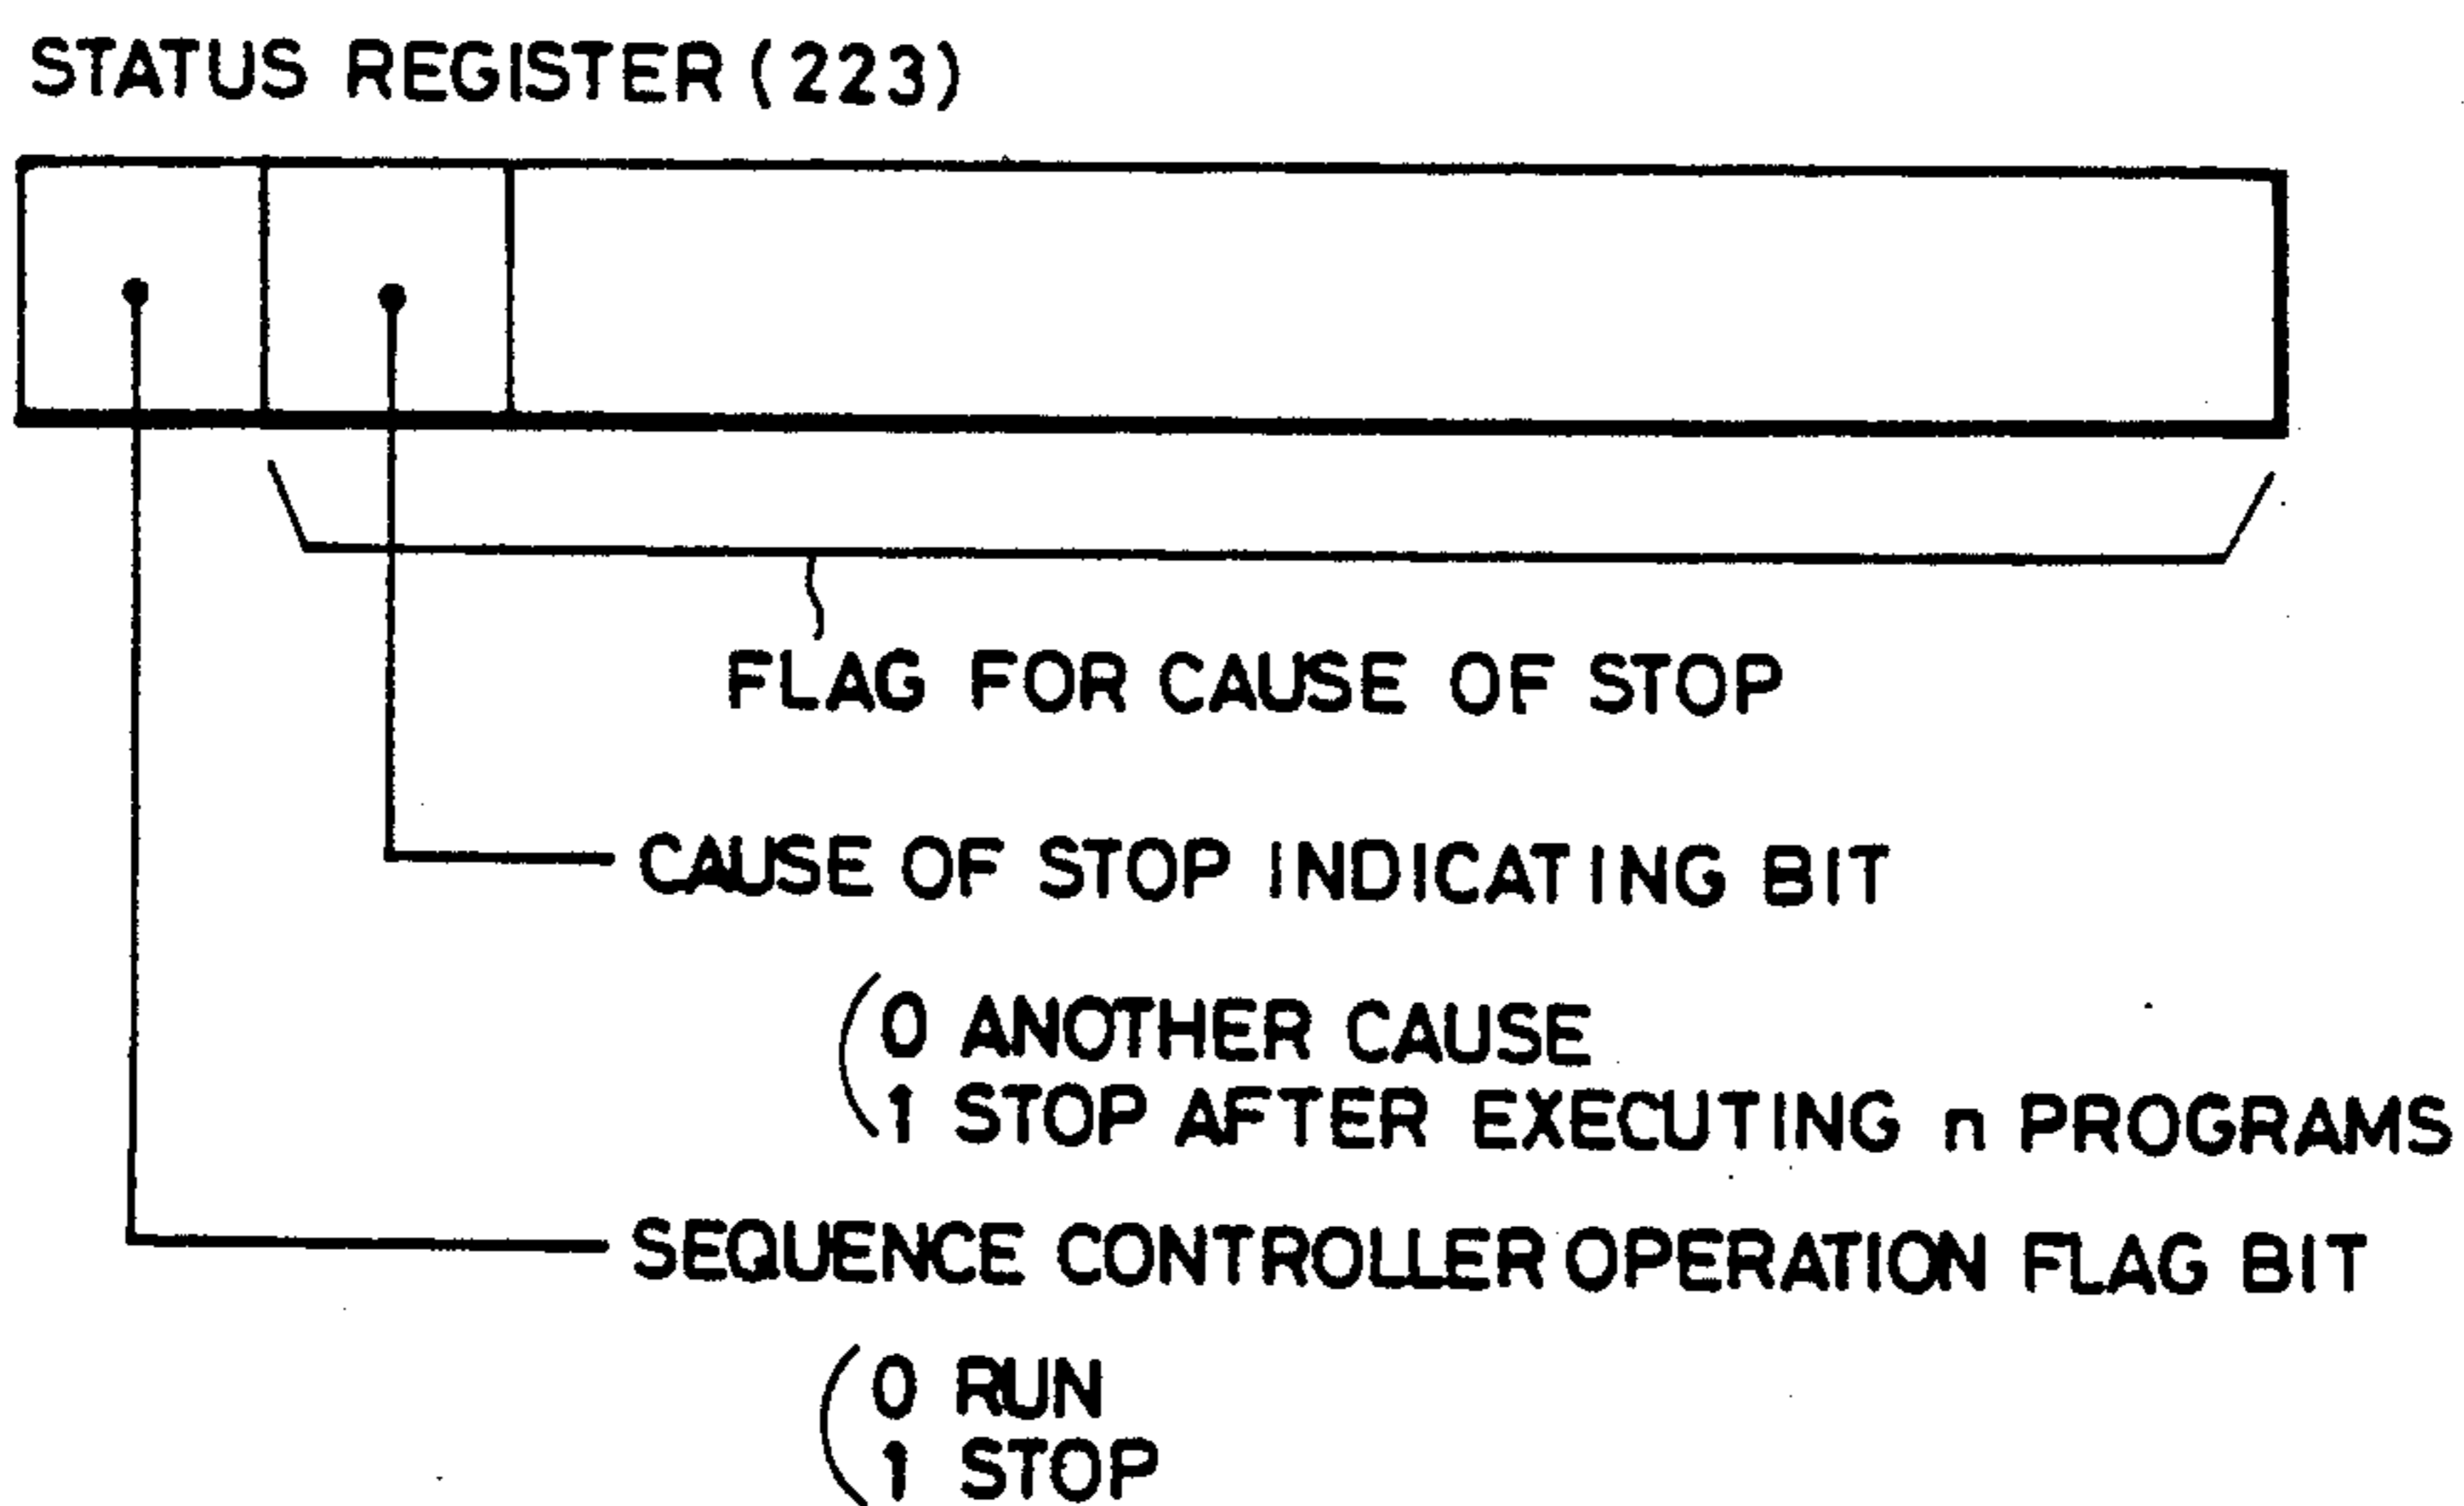 STATUS REGISTER (223)
FLAG FOR CAUSE OF STOP
CAUSE OF STOP INDICATING BIT
0 ANOTHER CAUSE
1 STOP AFTER EXECUTING n PROGRAMS
SEQUENCE CONTROLLER OPERATION FLAG BIT
0 RUN
1 STOP